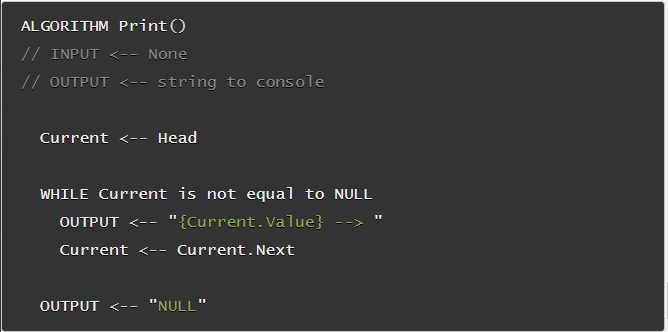 ALGORITHM Print()
// INPUT <-- None
// OUTPUT <-- string to console
Current <-- Head
WHILE Current is not equal to NULL
OUTPUT <-- "{Current.Value} --> "
Current <-- Current.Next
OUTPUT <-- "NULL"